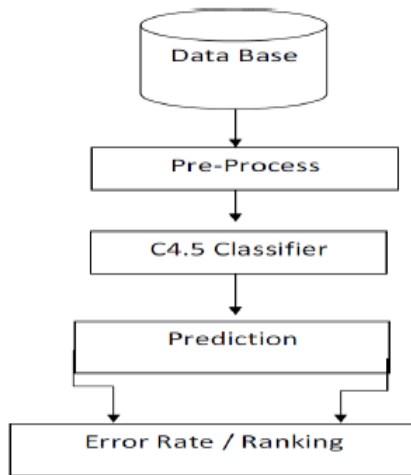 Data Base
Pre-Process
C4.5 Classifier
Prediction
Error Rate / Ranking